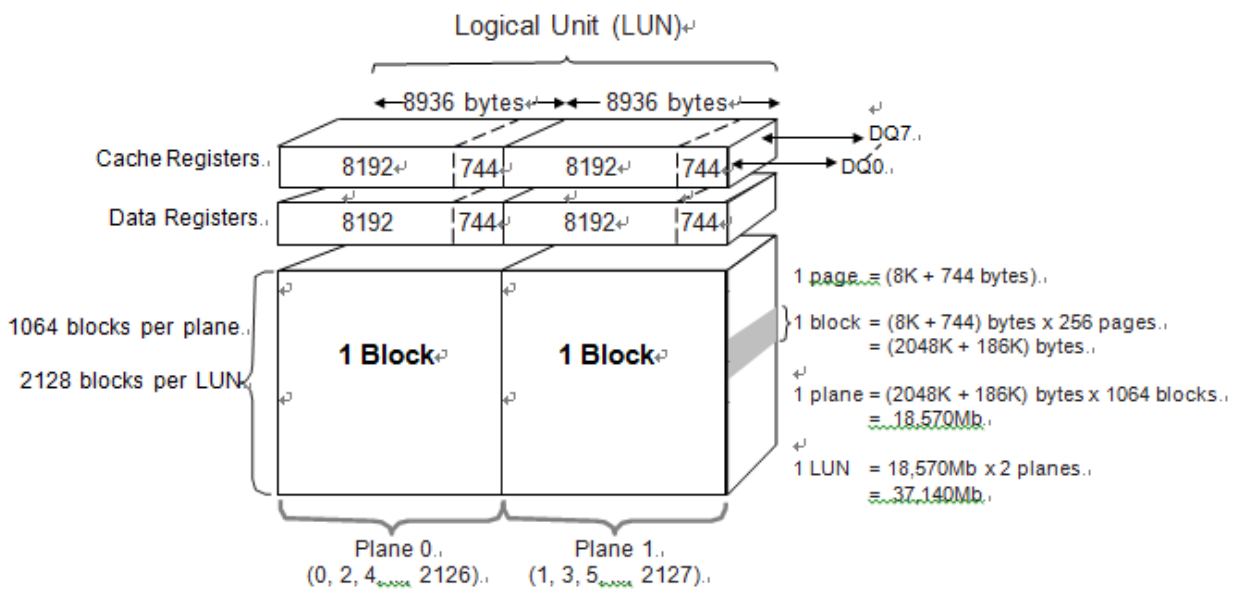 Logical Unit (LUN)
8936 bytes 8936 bytes
DQ7.
DQ0.
Cache Registers.
8192 744 8192 744
Data Registers.
8192 744 8192 744
1 page = (8K + 744 bytes).
1064 blocks per plane.
2128 blocks per LUN
1 Block 1 Block
1 block = (8K + 744) bytes x 256 pages.
= (2048K + 186K) bytes.
1 plane = (2048K + 186K) bytes x 1064 blocks.
= 18,570Mb.
1 LUN = 18,570Mb x 2 planes.
= 37,140Mb
Plane 0. Plane 1.
(0, 2, 4,..., 2126). (1, 3, 5,..., 2127).